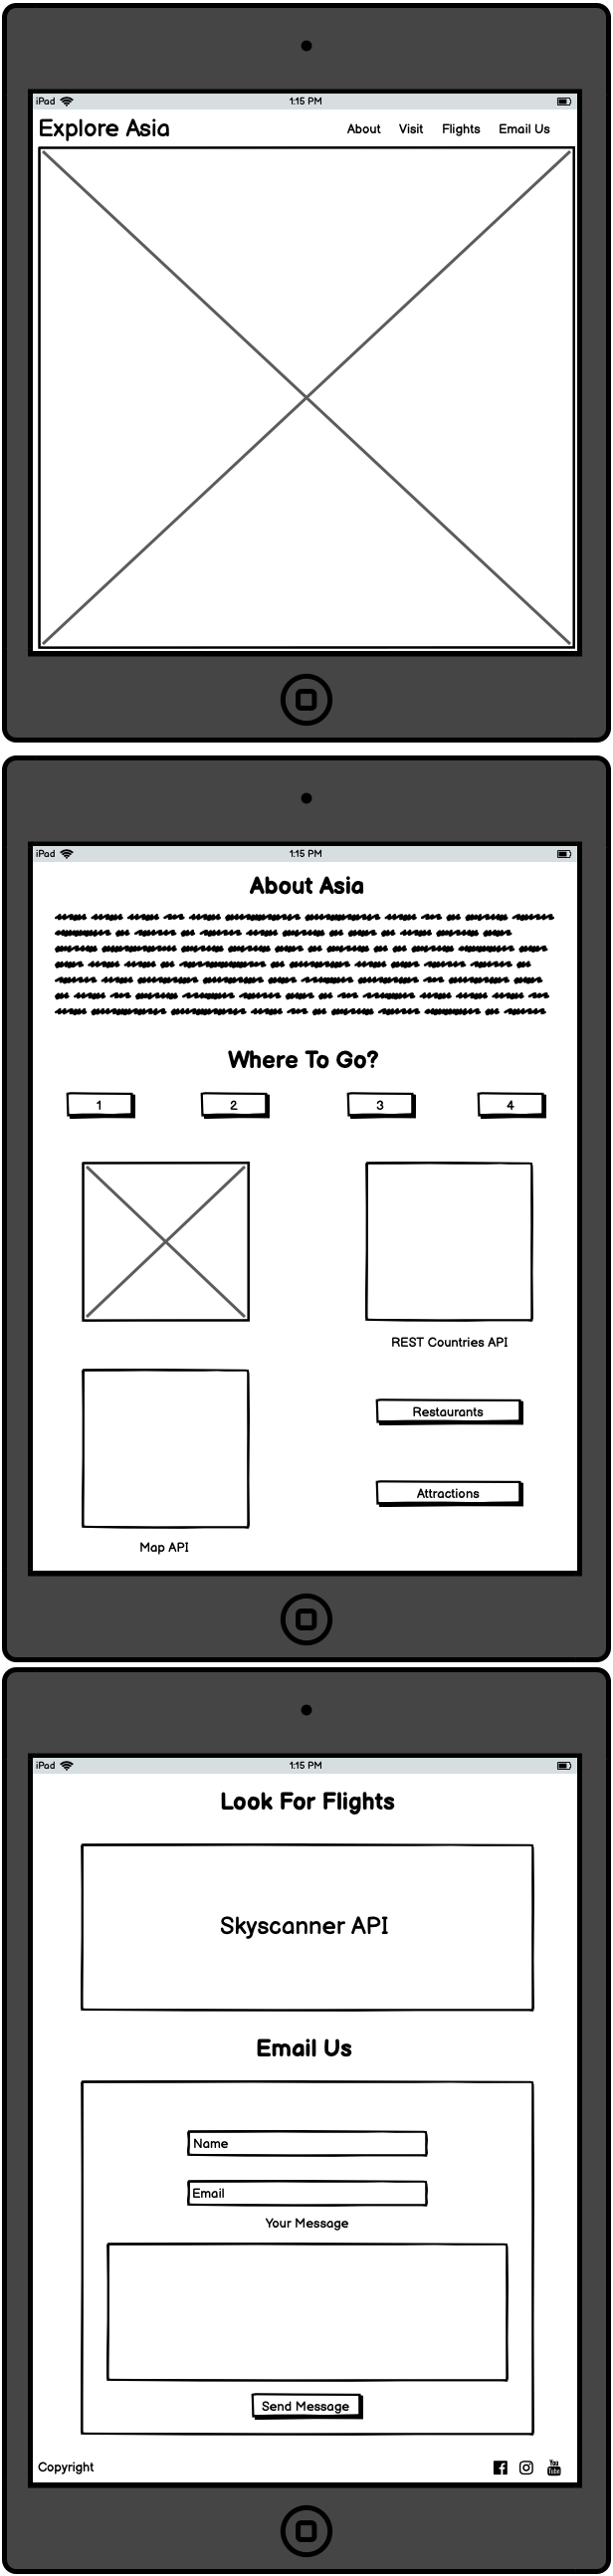 iPad 1:15 PM
Explore Asia About Visit Flights Email Us
iPad 1:15 PM
About Asia
Where To Go?
1 2 3 4
REST Countries API
Restaurants
Attractions
Map API
iPad 1:15 PM
Look For Flights
Skyscanner API
Email Us
Name
Email
Your Message
Send Message
Copyright
You
Tube